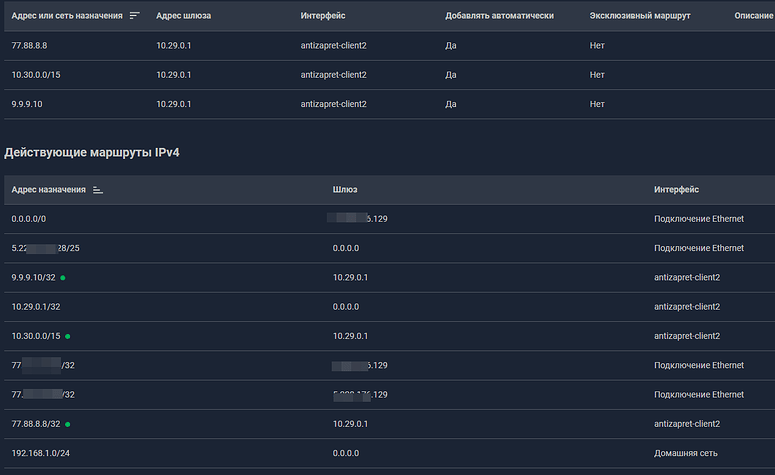 Адрес или сеть назначения Адрес шлюза Интерфейс Добавлять автоматически Эксклюзивный маршрут Описание
77.88.8.8 10.29.0.1 antizapret-client2 Да Нет
10.30.0.0/15 10.29.0.1 antizapret-client2 Да Нет
9.9.9.10 10.29.0.1 antizapret-client2 Да Нет
Действующие маршруты IPv4
Адрес назначения Шлюз Интерфейс
0.0.0.0/0 6.129 Подключение Ethernet
5.22 28/25 0.0.0.0 Подключение Ethernet
9.9.9.10/32 10.29.0.1 antizapret-client2
10.29.0.1/32 0.0.0.0 antizapret-client2
10.30.0.0/15 10.29.0.1 antizapret-client2
77 /32 6.129 Подключение Ethernet
77. /32 .129 Подключение Ethernet
77.88.8.8/32 10.29.0.1 antizapret-client2
192.168.1.0/24 0.0.0.0 Домашняя сеть